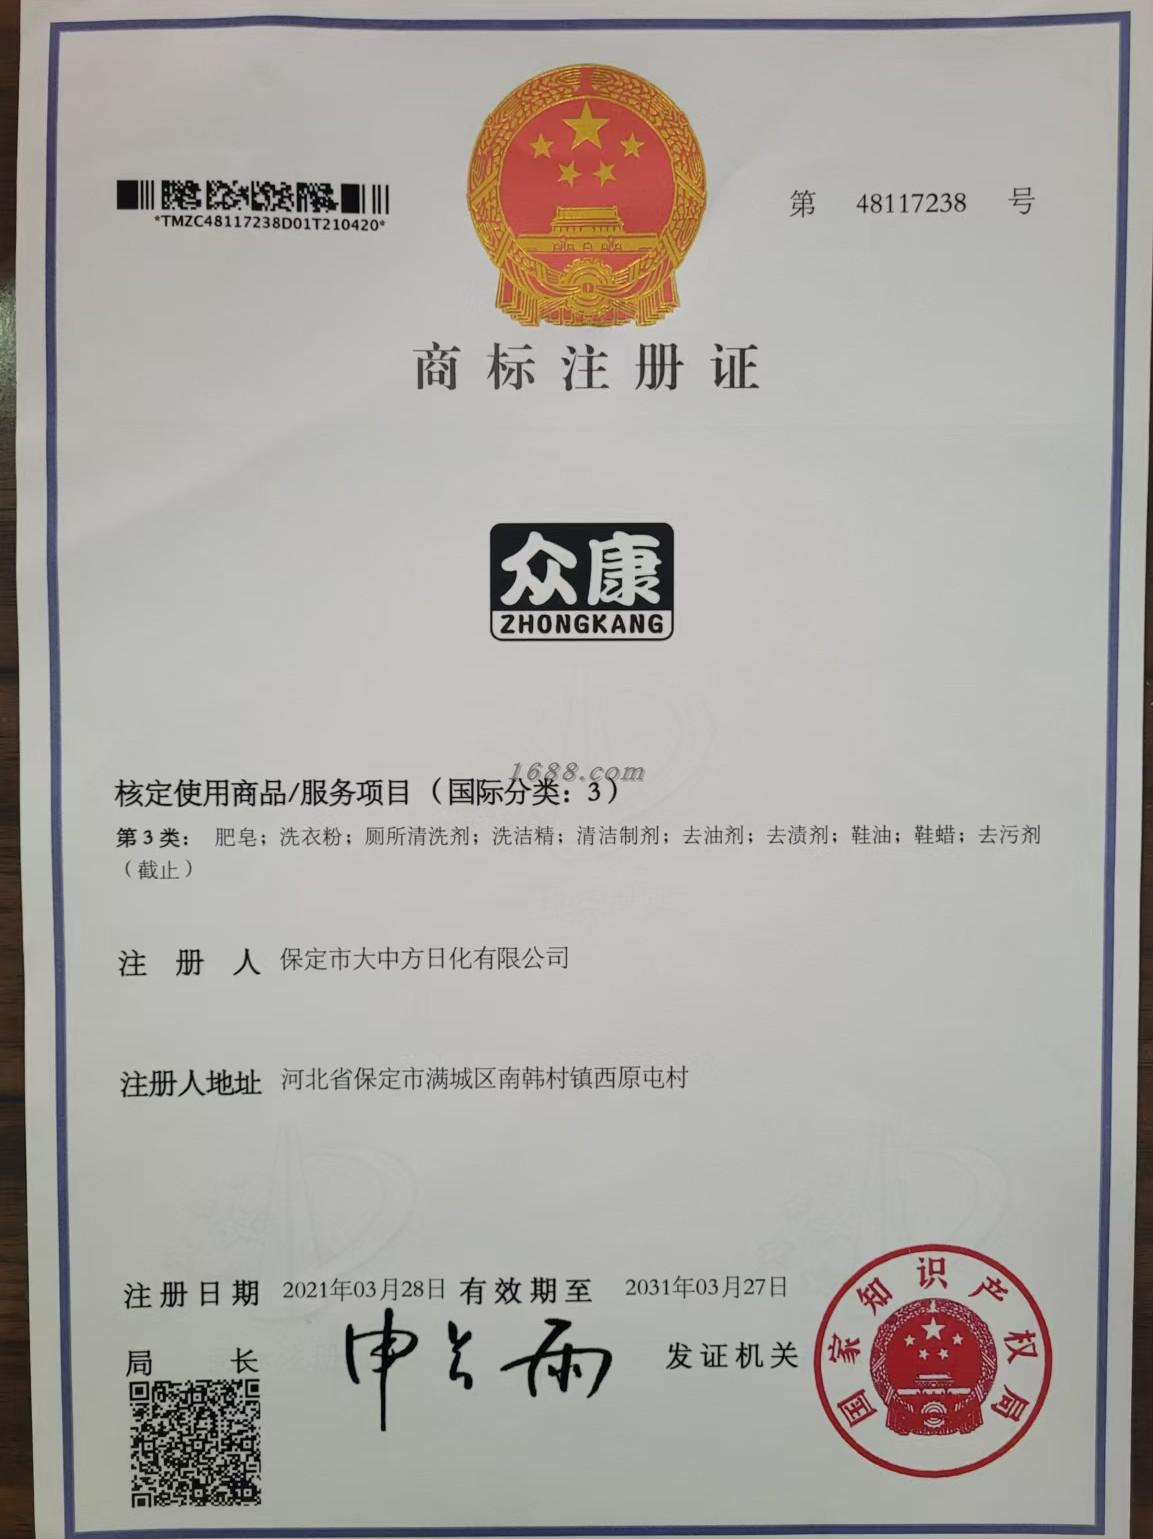 *TMZC48117238D01T210420*
第 48117238 号
商标注册证
众康
ZHONGKANG
1688.com
核定使用商品/服务项目（国际分类：3）
第3类： 肥皂；洗衣粉；厕所清洗剂；洗洁精；清洁制剂；去油剂；去渍剂；鞋油；鞋蜡；去污剂
（截止）
注册人 保定市大中方日化有限公司
注册人地址 河北省保定市满城区南韩村镇西原屯村
注册日期 2021年03月28日 有效期至 2031年03月27日
局长 申长雨 发证机关
国家知识产权局